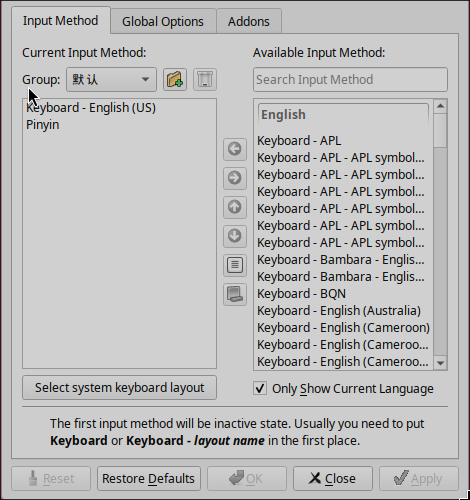 Input Method
Global Options
Addons
Current Input Method:
Available Input Method:
Group:
默认
Search Input Method
Keyboard - English (US)
Pinyin
English
Keyboard - APL
Keyboard - APL - APL symbol...
Keyboard - APL - APL symbol...
Keyboard - APL - APL symbol...
Keyboard - APL - APL symbol...
Keyboard - APL - APL symbol...
Keyboard - APL - APL symbol...
Keyboard - Bambara - Englis...
Keyboard - Bambara - Englis...
Keyboard - BQN
Keyboard - English (Australia)
Keyboard - English (Cameroon)
Keyboard - English (Cameroo...
Keyboard - English (Cameroo...
Select system keyboard layout
Only Show Current Language
The first input method will be inactive state. Usually you need to put
Keyboard or Keyboard - layout name in the first place.
Reset
Restore Defaults
OK
Close
Apply